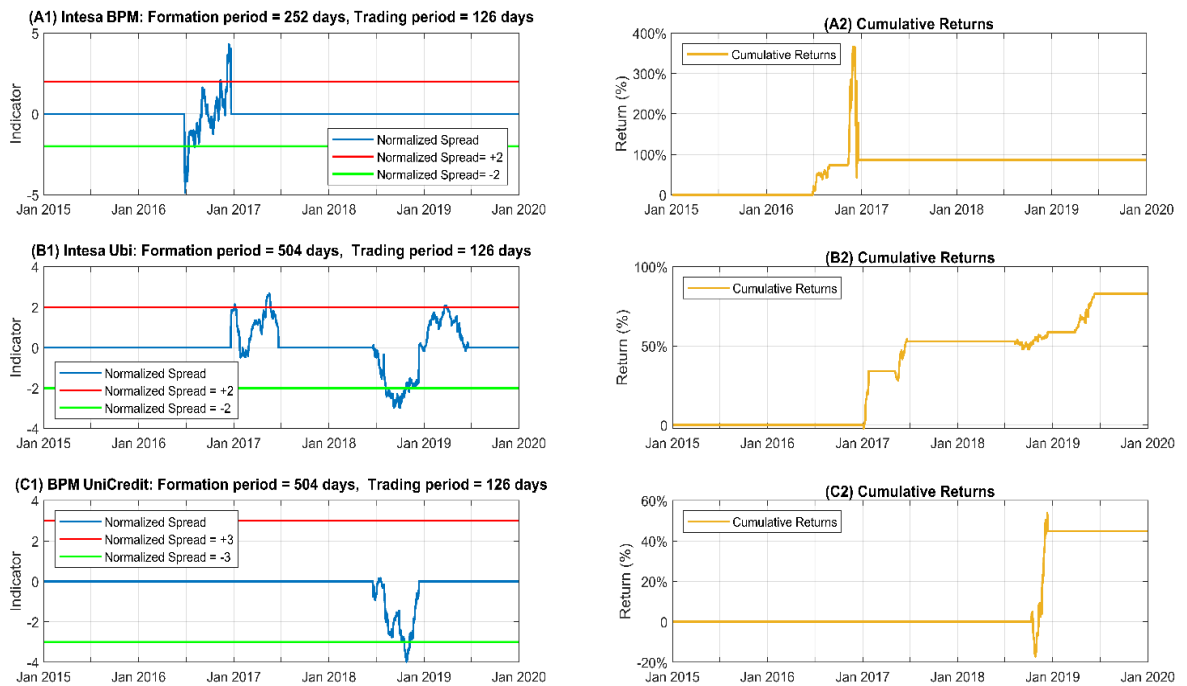 (A1) Intesa BPM: Formation period = 252 days, Trading period = 126 days
5
0
-5
Indicator
Normalized Spread
Normalized Spread= +2
Normalized Spread= -2
Jan 2015 Jan 2016 Jan 2017 Jan 2018 Jan 2019 Jan 2020
(A2) Cumulative Returns
400%
300%
200%
100%
0
Return (%)
Cumulative Returns
Jan 2015 Jan 2016 Jan 2017 Jan 2018 Jan 2019 Jan 2020
(B1) Intesa Ubi: Formation period = 504 days, Trading period = 126 days
4
2
0
-2
-4
Indicator
Normalized Spread
Normalized Spread = +2
Normalized Spread = -2
Jan 2015 Jan 2016 Jan 2017 Jan 2018 Jan 2019 Jan 2020
(B2) Cumulative Returns
100%
50%
0
Return (%)
Cumulative Returns
Jan 2015 Jan 2016 Jan 2017 Jan 2018 Jan 2019 Jan 2020
(C1) BPM UniCredit: Formation period = 504 days, Trading period = 126 days
4
2
0
-2
-4
Indicator
Normalized Spread
Normalized Spread = +3
Normalized Spread = -3
Jan 2015 Jan 2016 Jan 2017 Jan 2018 Jan 2019 Jan 2020
(C2) Cumulative Returns
60%
40%
20%
0
-20%
Return (%)
Cumulative Returns
Jan 2015 Jan 2016 Jan 2017 Jan 2018 Jan 2019 Jan 2020